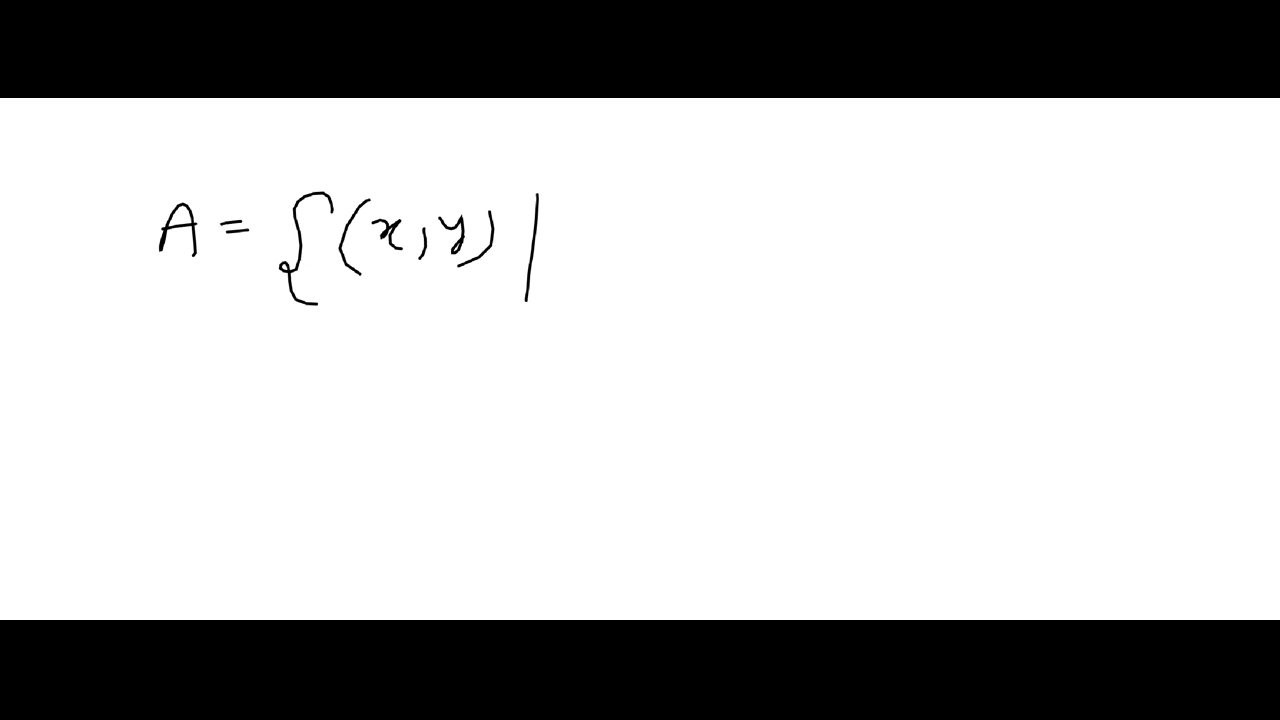 A = {(x,y) |